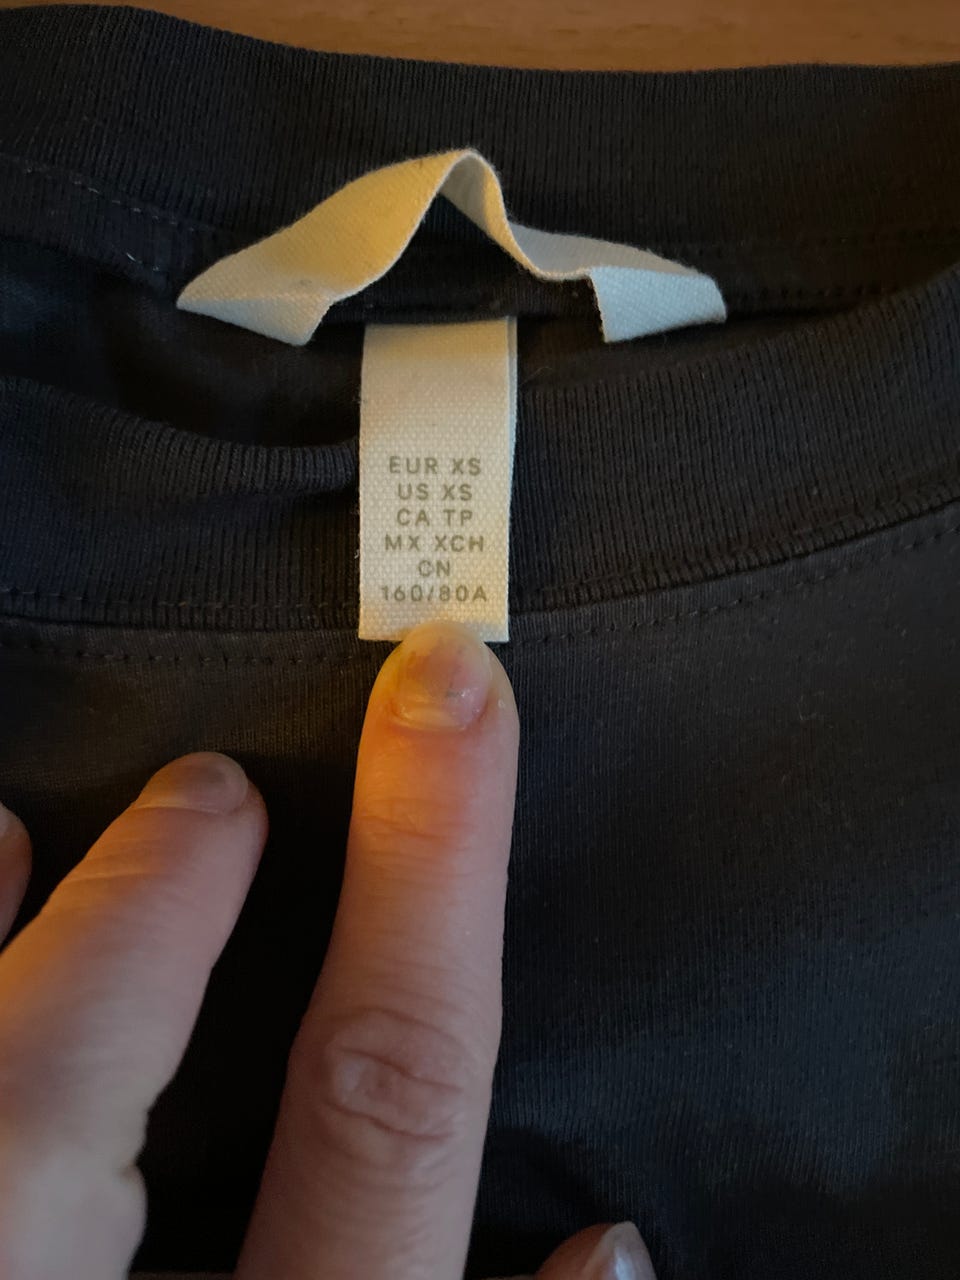 EUR XS
US XS
CA TP
MX XCH
CN
160/80A